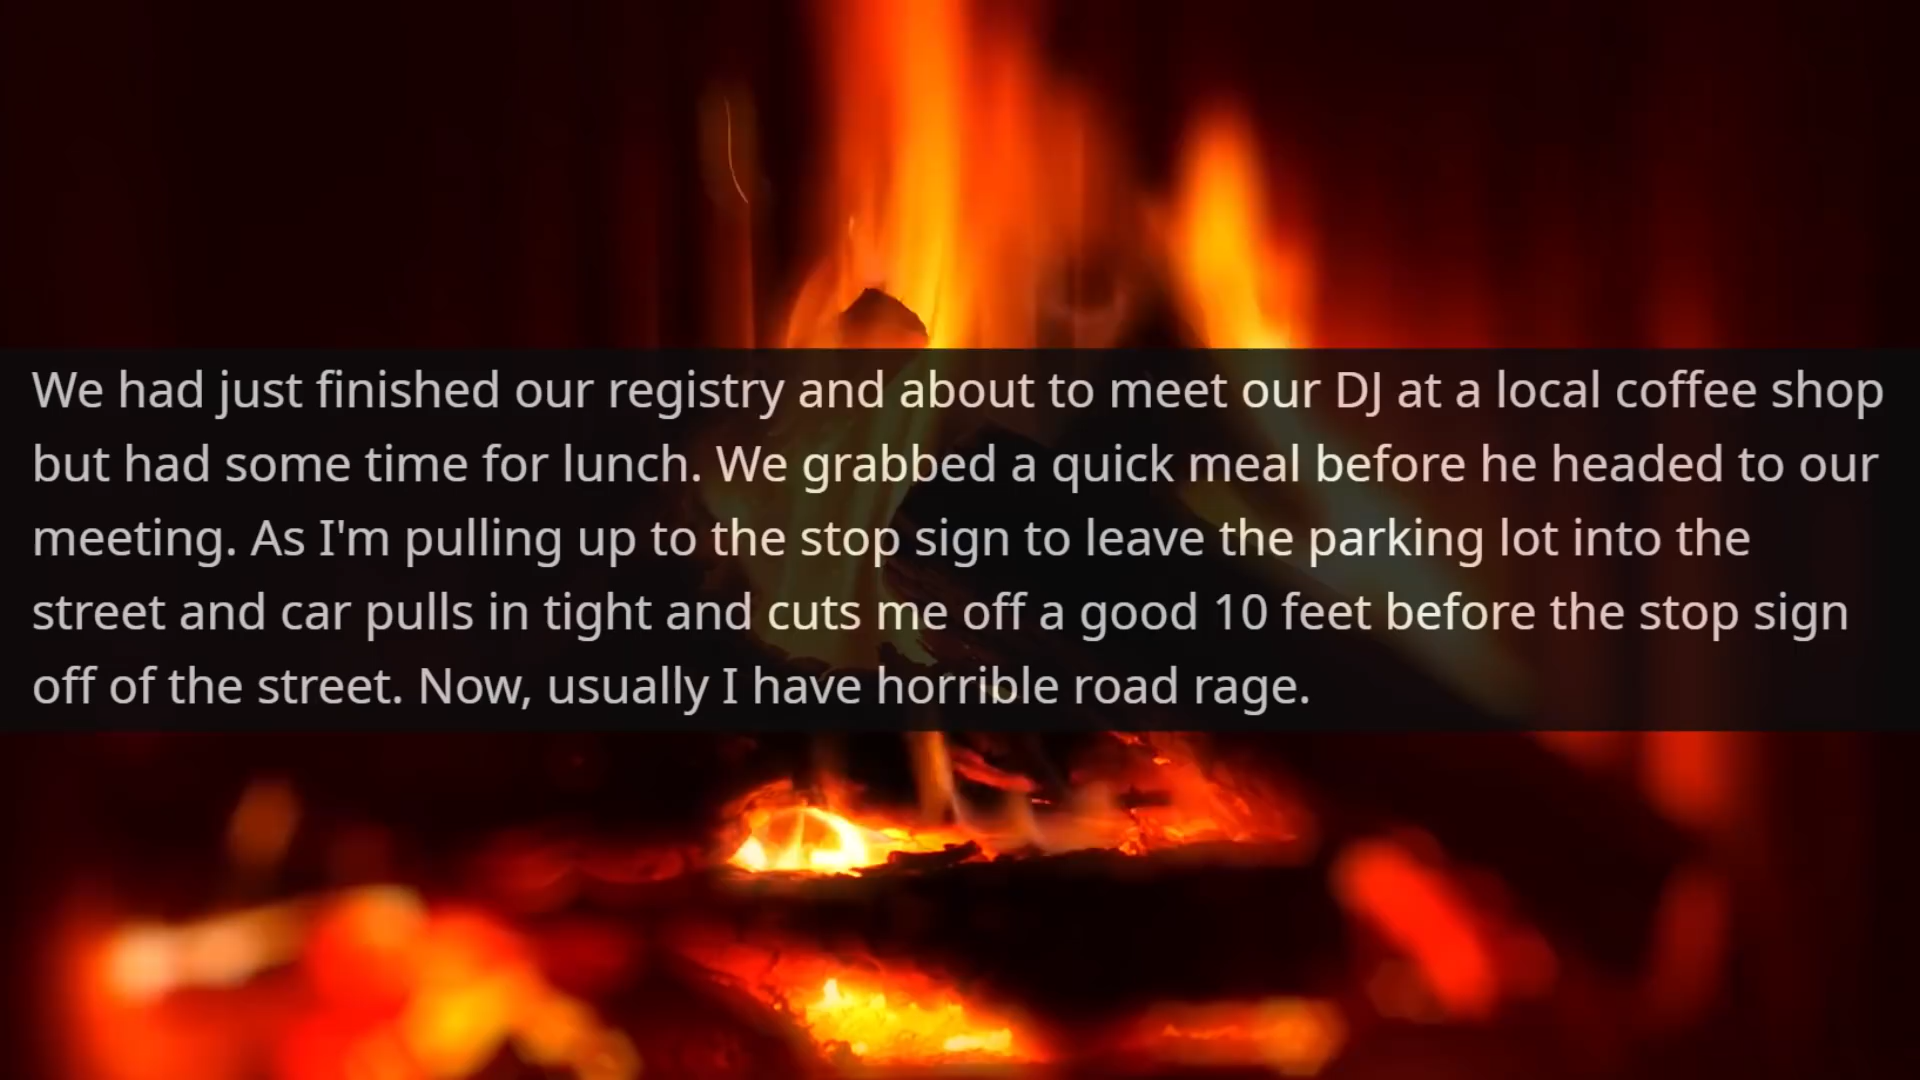 We had just finished our registry and about to meet our DJ at a local coffee shop
but had some time for lunch. We grabbed a quick meal before he headed to our
meeting. As I'm pulling up to the stop sign to leave the parking lot into the
street and car pulls in tight and cuts me off a good 10 feet before the stop sign
off of the street. Now, usually I have horrible road rage.